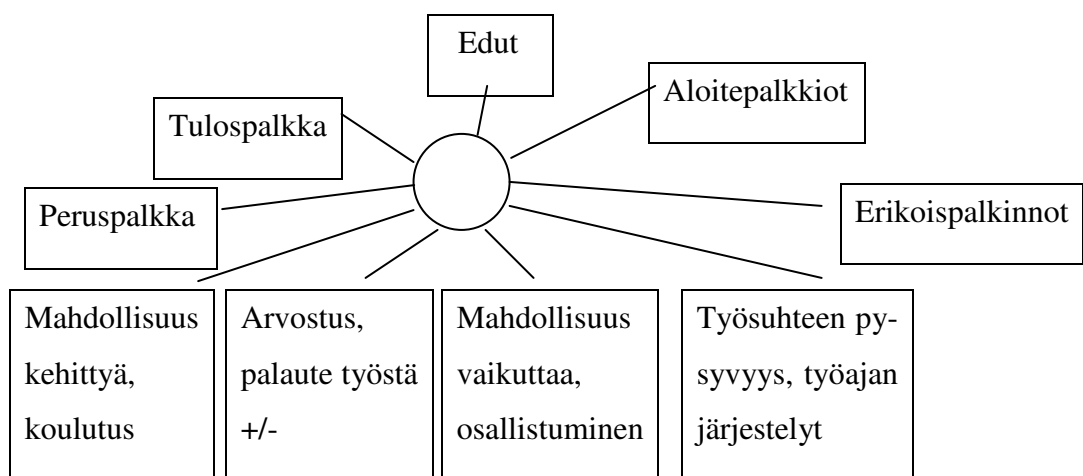 Edut
Aloitepalkkiot
Tulospalkka
Peruspalkka
Erikoispalkinnot
Mahdollisuus
kehittyä,
koulutus
Arvostus,
palaute työstä
+/-
Mahdollisuus
vaikuttaa,
osallistuminen
Työsuhteen py-
syvyys, työajan
järjestelyt